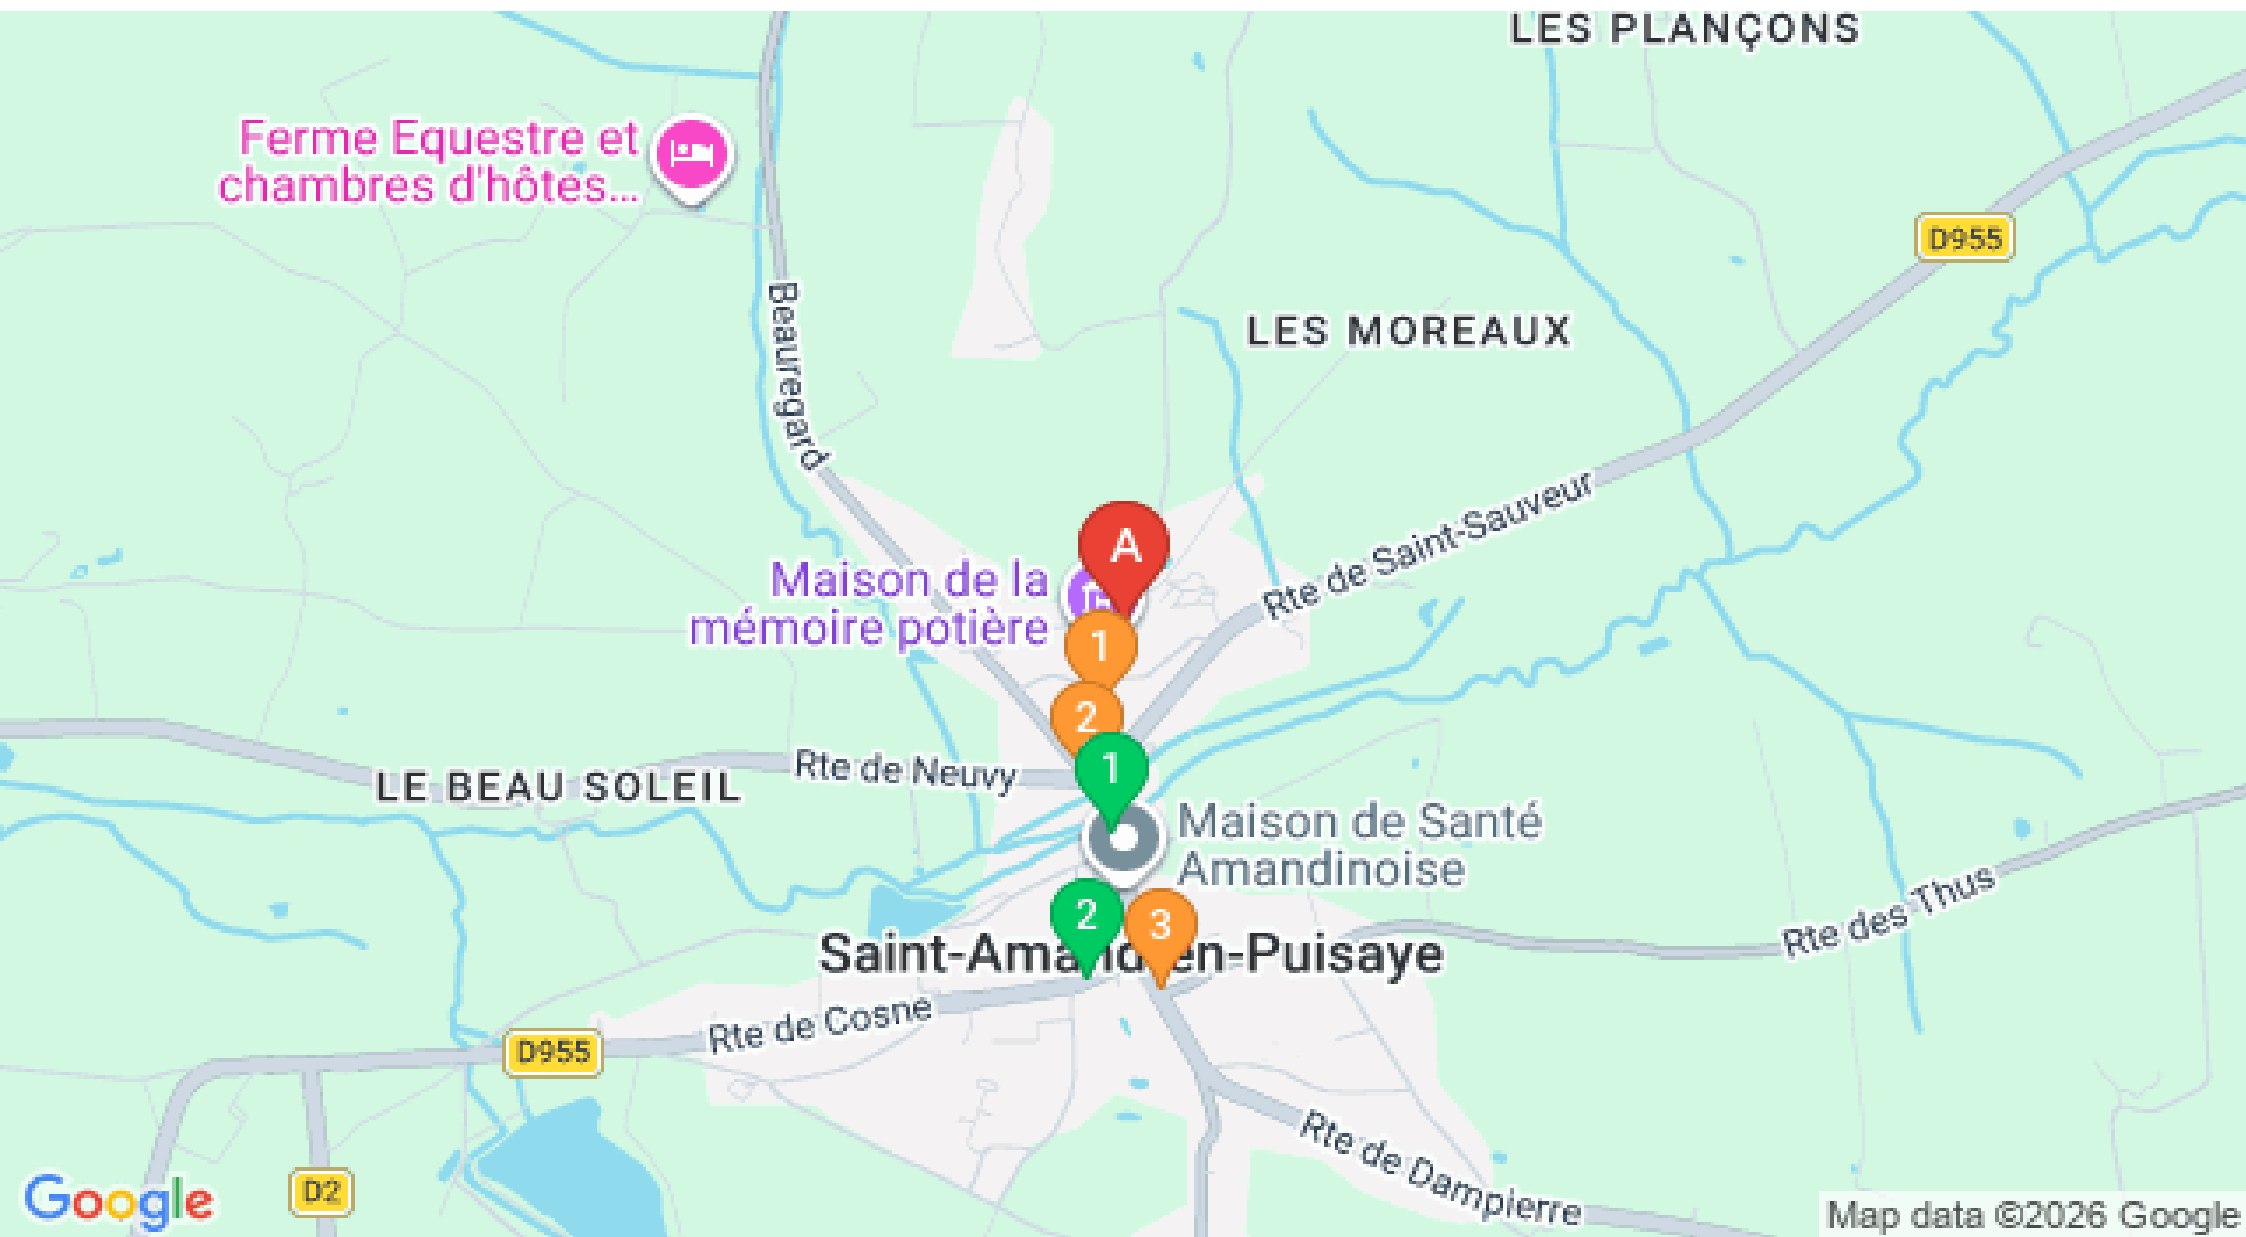 LES PLANÇONS
Ferme Equestre et
chambres d'hôtes...
D955
Beauregard
LES MOREAUX
Rte de Saint-Sauveur
A
Maison de la
mémoire potière
1
2
1
Rte de Neuvy
LE BEAU SOLEIL
Maison de Santé
Amandinoise
2
3
Saint-Amand-en-Puisaye
Rte des Thus
Rte de Cosne
D955
Rte de Dampierre
D2
Google
Map data ©2026 Google